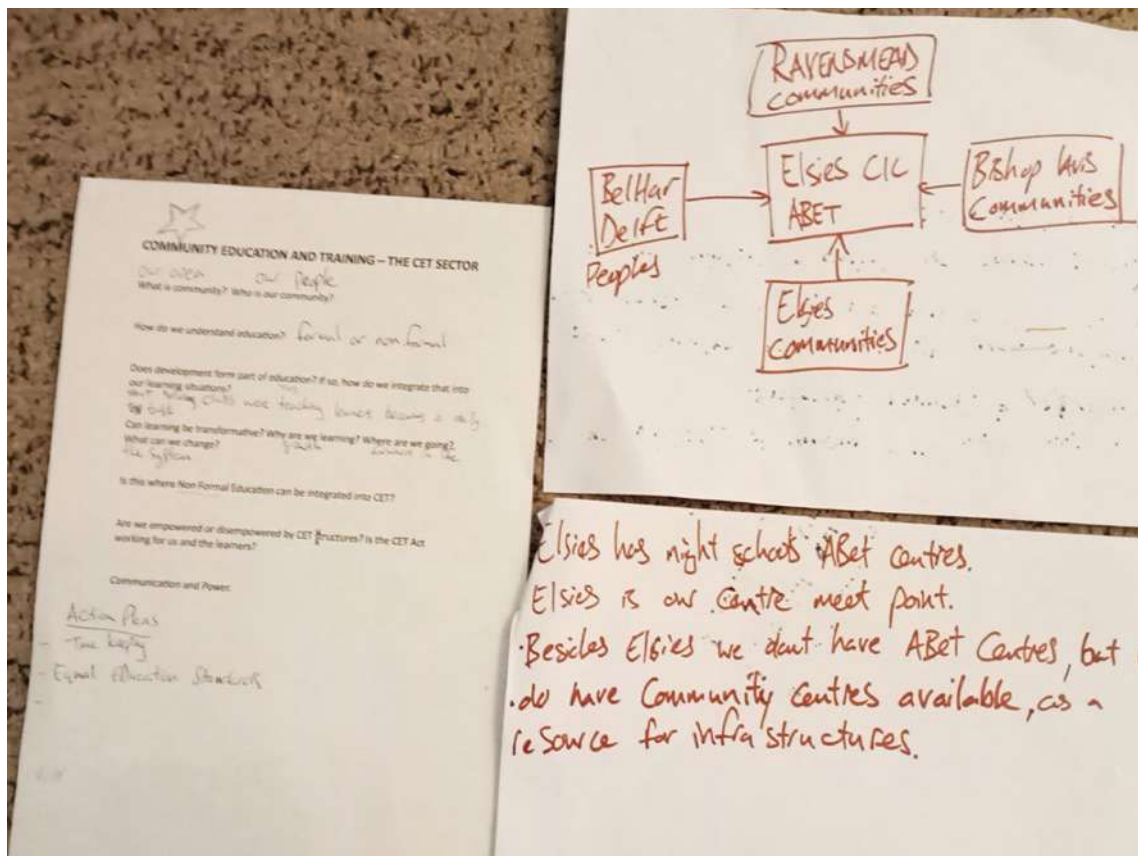 COMMUNITY EDUCATION AND TRAINING – THE CET SECTOR
our area our people
What is community? Who is our community?
How do we understand education? formal or non formal
Does development form part of education? If so, how do we integrate that into
our learning situations?
teaching learners a
Can learning be transformative? Why are we learning? Where are we going?
What can we change?
the system
Is this where Non Formal Education can be integrated into CET?
Are we empowered or disempowered by CET structures? Is the CET Act
working for us and the learners?
Communication and Power.
Action Plans
- Time keeping
- Equal Education Standards
-
RAVENSMEAD
communities
BelHar
Delft
Peoples
Elsies CLC
ABET
Bishop lavis
Communities
Elsies
communities
Elsies has night schools ABet centres.
Elsies is our Centre meet point.
·Besides Elsies we dont have ABet Centres, but
·do have Community Centres available, as a
resource for infra structures.